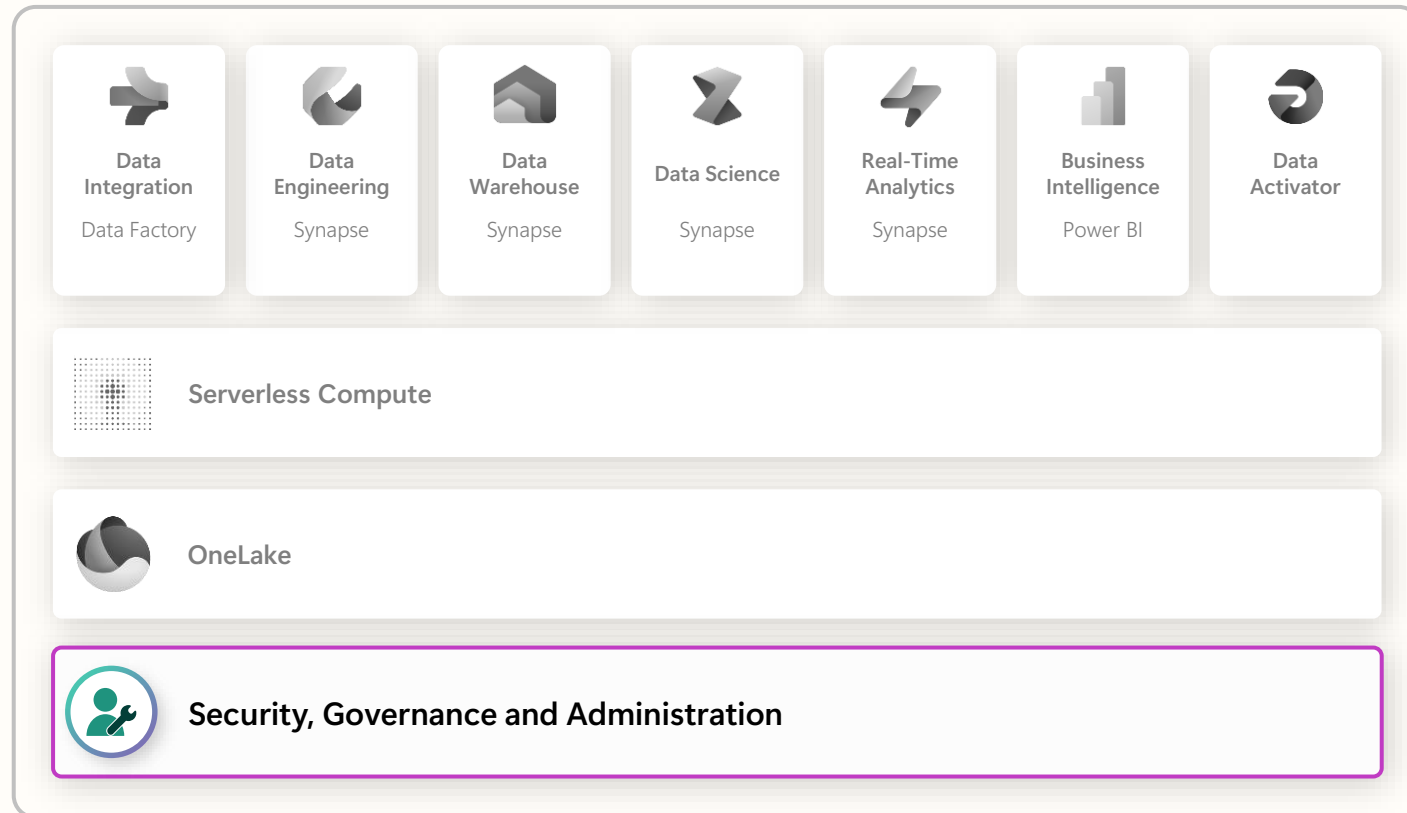 Data
Integration
Data Factory
Data
Engineering
Synapse
Data
Warehouse
Synapse
Data Science
Synapse
Real-Time
Analytics
Synapse
Business
Intelligence
Power BI
Data
Activator
Serverless Compute
OneLake
Security, Governance and Administration